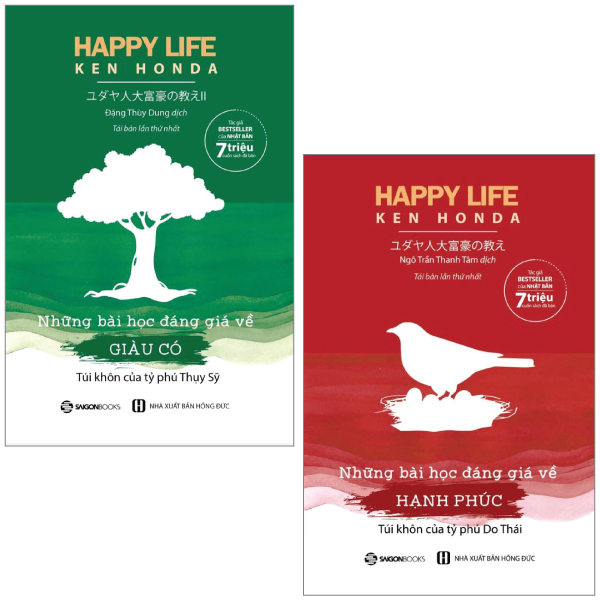 HAPPY LIFE
KEN HONDA
ユダヤ人大富豪の教えII
Đặng Thùy Dung dịch
Tái bản lần thứ nhất
Tác giả
BESTSELLER
của NHẬT BẢN
7 triệu
cuốn sách đã bán
Những bài học đáng giá về
GIÀU CÓ
Túi khôn của tỷ phú Thụy Sỹ
SAIGONBOOKS
NHÀ XUẤT BẢN HỒNG ĐỨC
HAPPY LIFE
KEN HONDA
ユダヤ人大富豪の教え
Ngô Trần Thanh Tâm dịch
Tái bản lần thứ nhất
Tác giả
BESTSELLER
của NHẬT BẢN
7 triệu
cuốn sách đã bán
Những bài học đáng giá về
HẠNH PHÚC
Túi khôn của tỷ phú Do Thái
SAIGONBOOKS
NHÀ XUẤT BẢN HỒNG ĐỨC